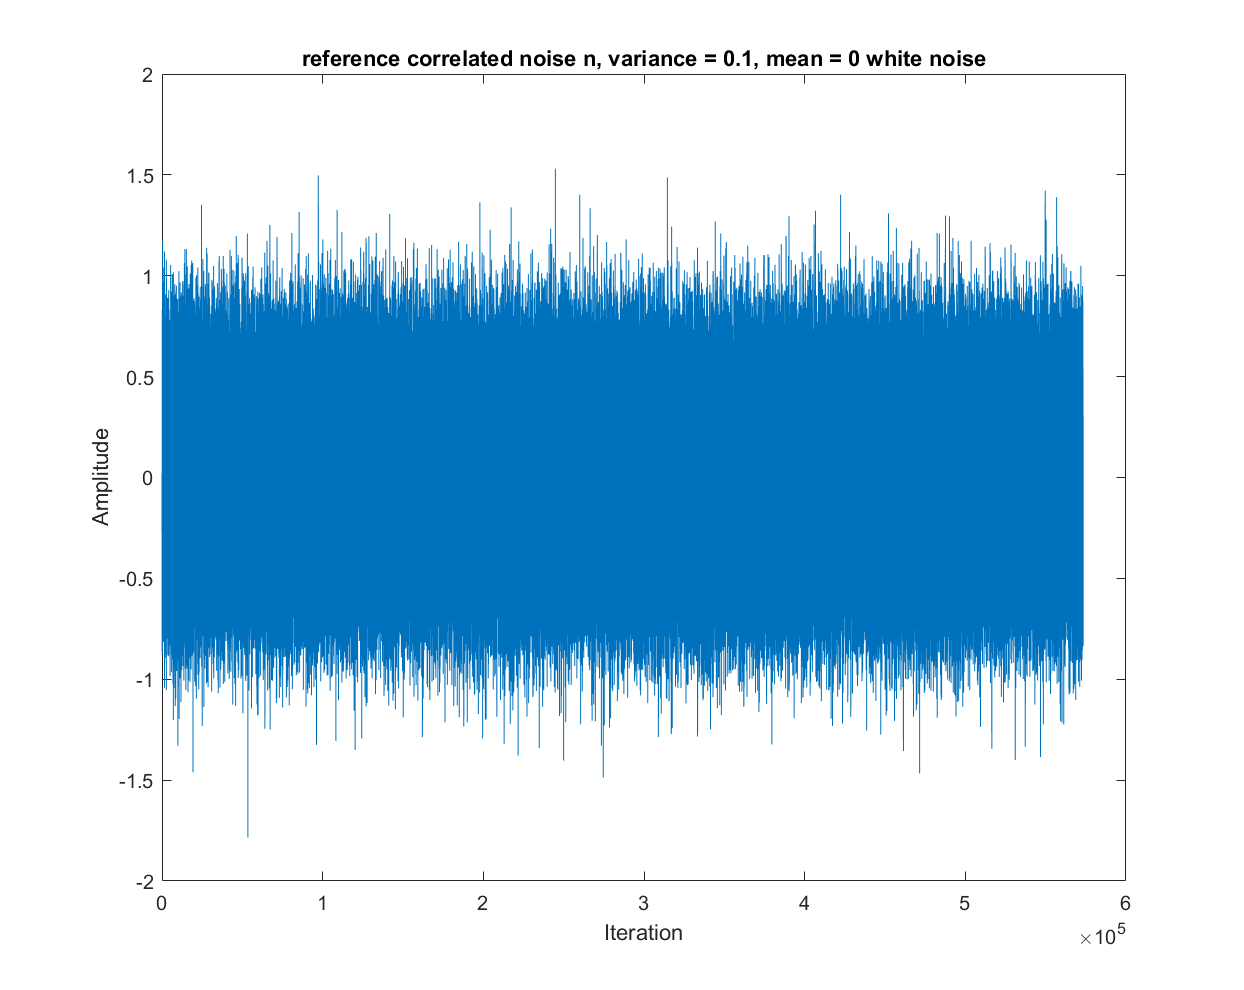 reference correlated noise n, variance = 0.1, mean = 0 white noise
2
1.5
1
0.5
0
-0.5
-1
-1.5
-2
Amplitude
0 1 2 3 4 5 6
Iteration
×10^5